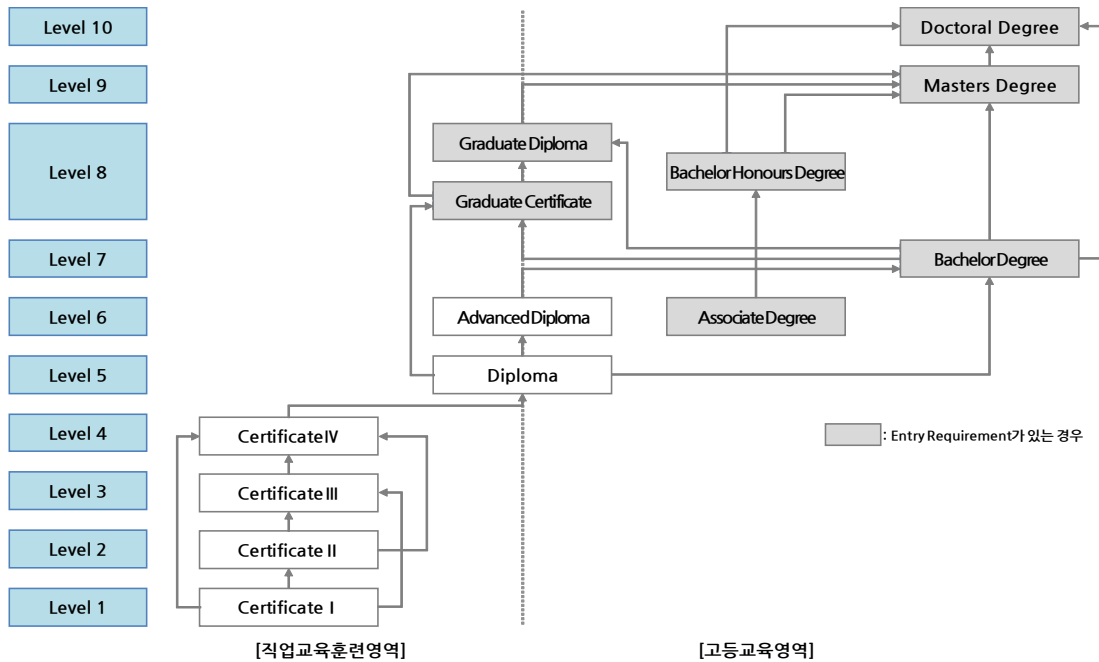 Level 10
Doctoral Degree
Level 9
Masters Degree
Level 8
Graduate Diploma
Bachelor Honours Degree
Graduate Certificate
Level 7
Bachelor Degree
Level 6
Advanced Diploma
Associate Degree
Level 5
Diploma
Level 4
Certificate IV
: Entry Requirement가 있는 경우
Level 3
Certificate III
Level 2
Certificate II
Level 1
Certificate I
[직업교육훈련영역]
[고등교육영역]